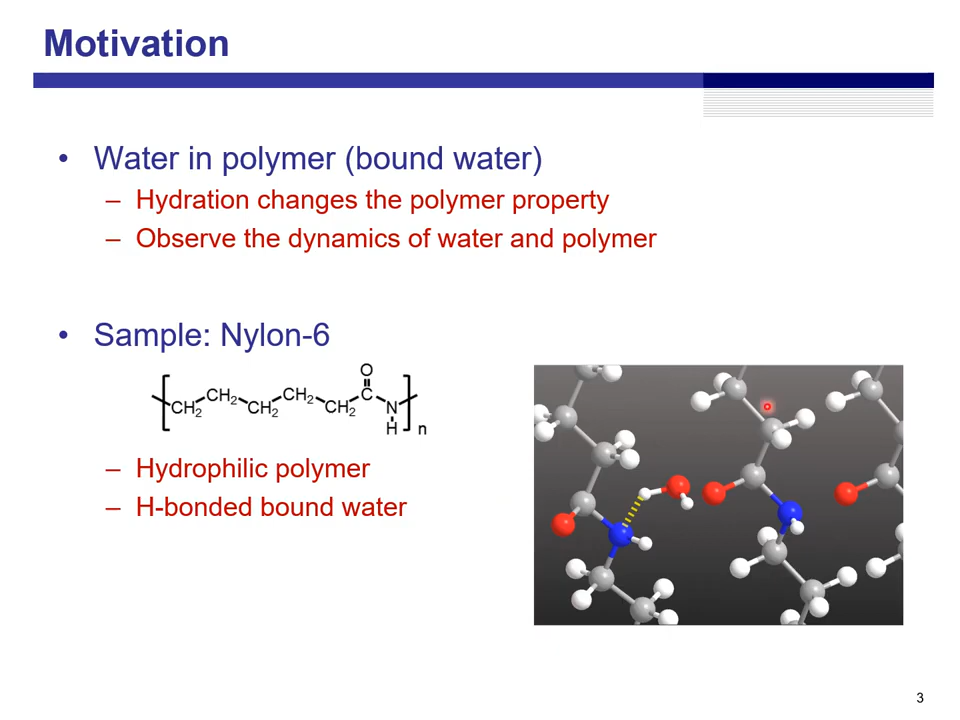 Motivation
• Water in polymer (bound water)
– Hydration changes the polymer property
– Observe the dynamics of water and polymer
• Sample: Nylon-6
O
CH2 CH2 CH2 CH2 CH2 C N
H n
– Hydrophilic polymer
– H-bonded bound water
3